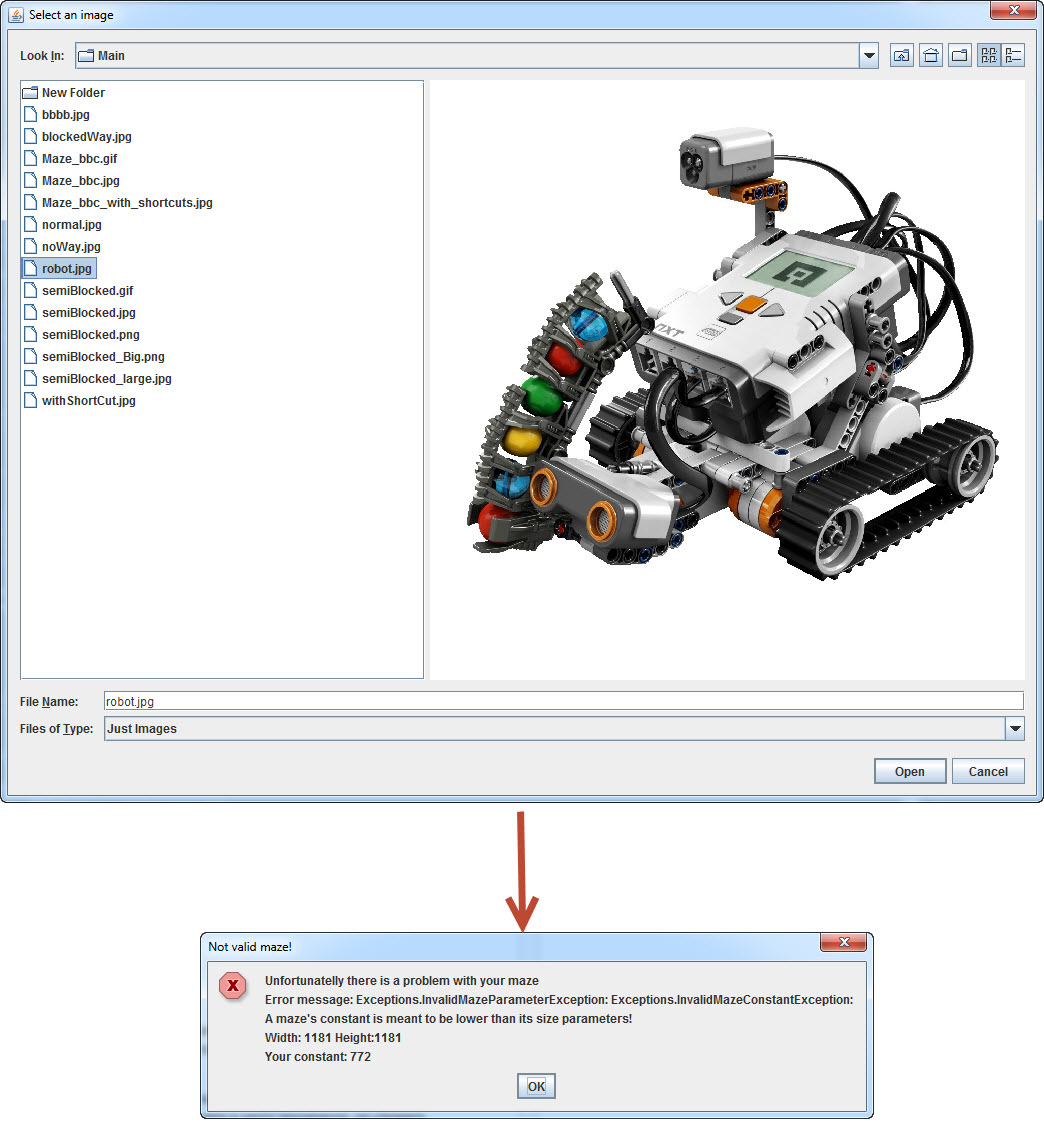 Select an image
Look In: Main
New Folder
bbbb.jpg
blockedWay.jpg
Maze_bbc.gif
Maze_bbc.jpg
Maze_bbc_with_shortcuts.jpg
normal.jpg
noWay.jpg
robot.jpg
semiBlocked.gif
semiBlocked.jpg
semiBlocked.png
semiBlocked_Big.png
semiBlocked_large.jpg
withShortCut.jpg
NXT
File Name: robot.jpg
Files of Type: Just Images
Open Cancel
Not valid maze!
Unfortunatelly there is a problem with your maze
Error message: Exceptions.InvalidMazeParameterException: Exceptions.InvalidMazeConstantException:
A maze's constant is meant to be lower than its size parameters!
Width: 1181 Height:1181
Your constant: 772
OK